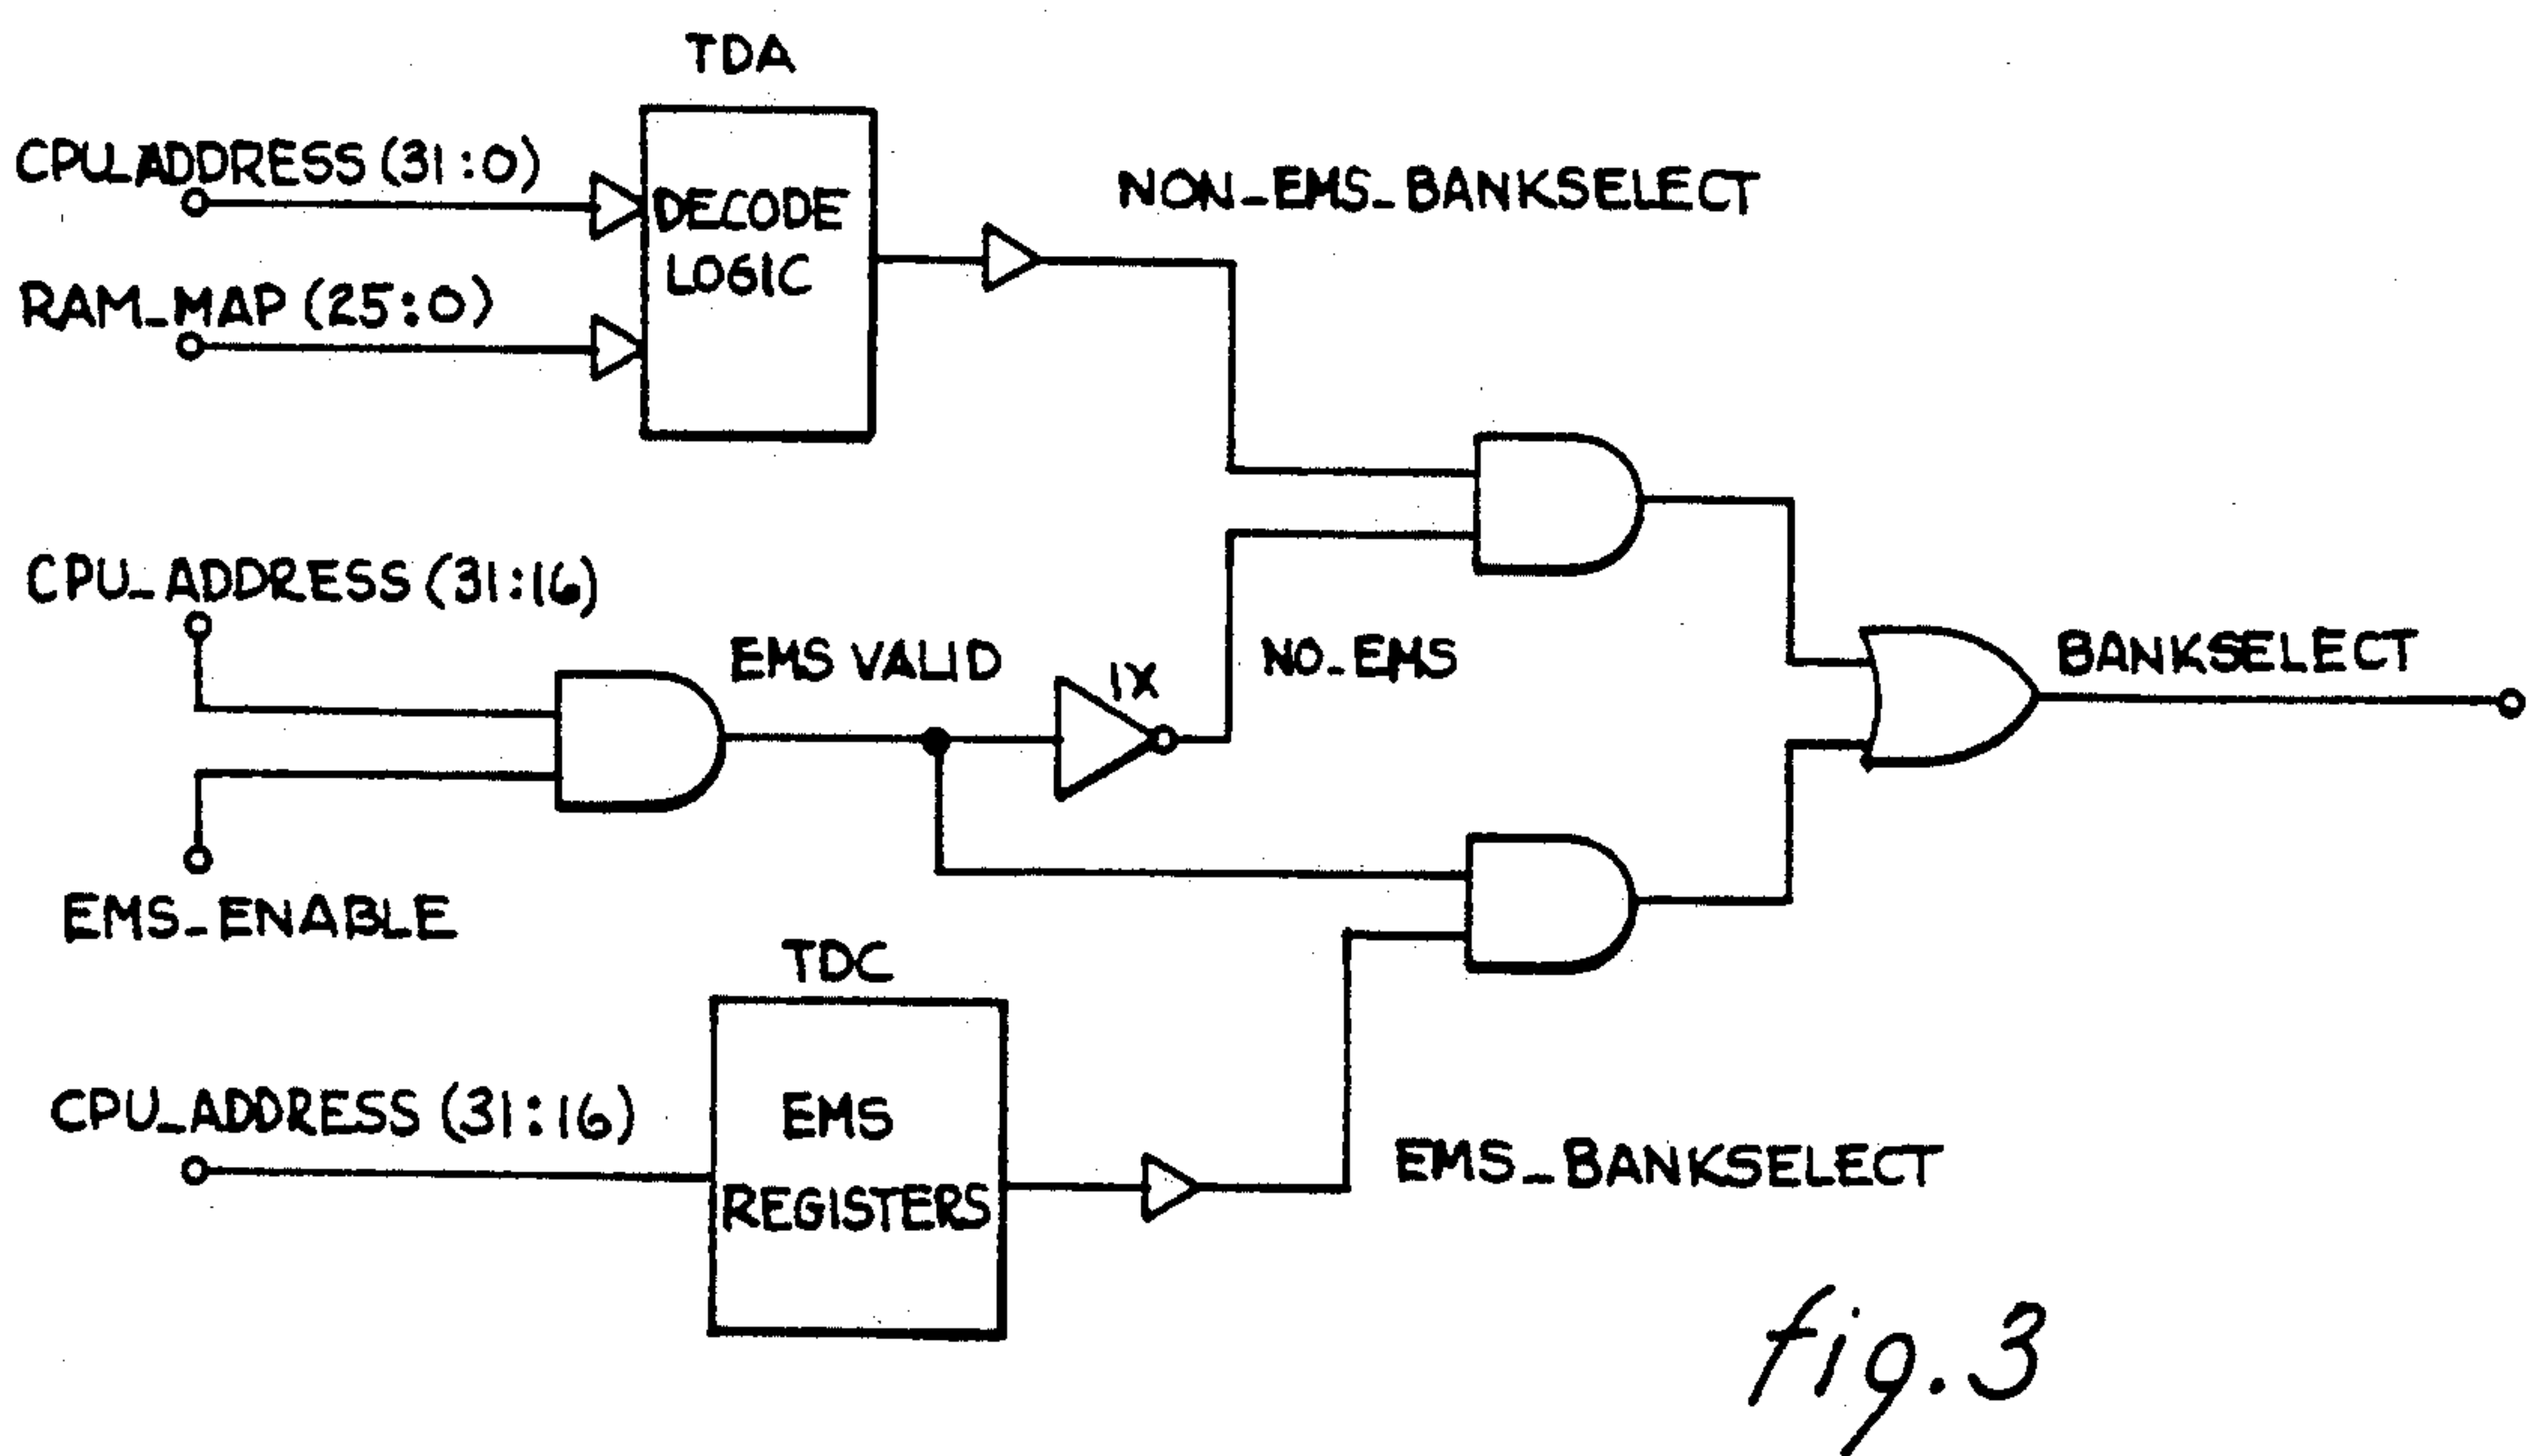 TDA
CPU_ADDRESS (31:0)
DECODE
LOGIC
NON_EMS_BANKSELECT
RAM_MAP (25:0)
CPU_ADDRESS (31:16)
EMS VALID
1X
NO_EMS
BANKSELECT
EMS_ENABLE
TDC
CPU_ADDRESS (31:16)
EMS
REGISTERS
EMS_BANKSELECT
fig. 3